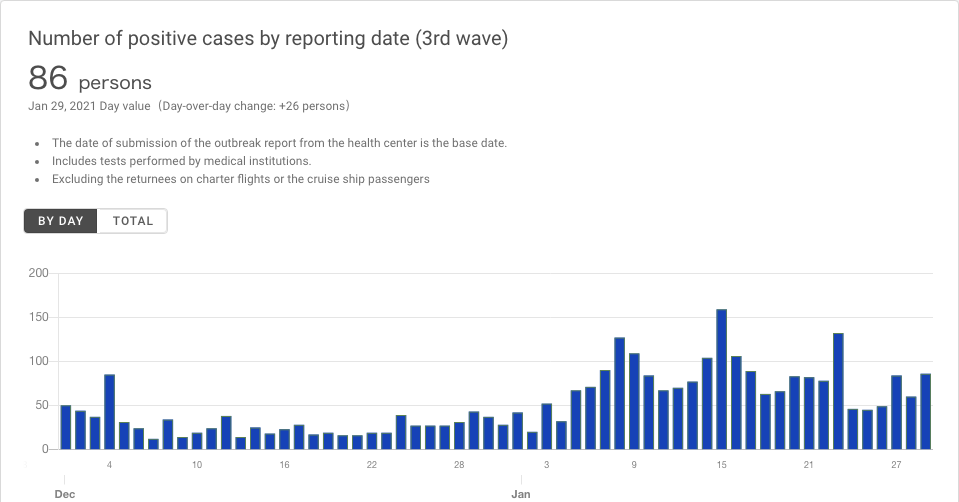 Number of positive cases by reporting date (3rd wave)
86 persons
Jan 29, 2021 Day value（Day-over-day change: +26 persons）
• The date of submission of the outbreak report from the health center is the base date.
• Includes tests performed by medical institutions.
• Excluding the returnees on charter flights or the cruise ship passengers
BY DAY TOTAL
200
150
100
50
0
4 10 16 22 28 3 9 15 21 27
Dec Jan